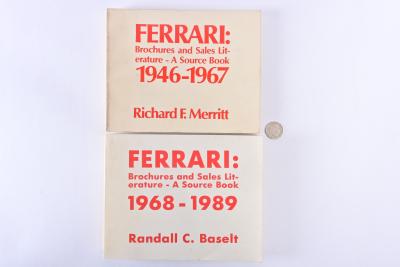 FERRARI:
Brochures and Sales Lit-
erature - A Source Book
1946-1967
Richard F. Merritt
FERRARI:
Brochures and Sales Lit-
erature - A Source Book
1968-1989
Randall C. Baselt